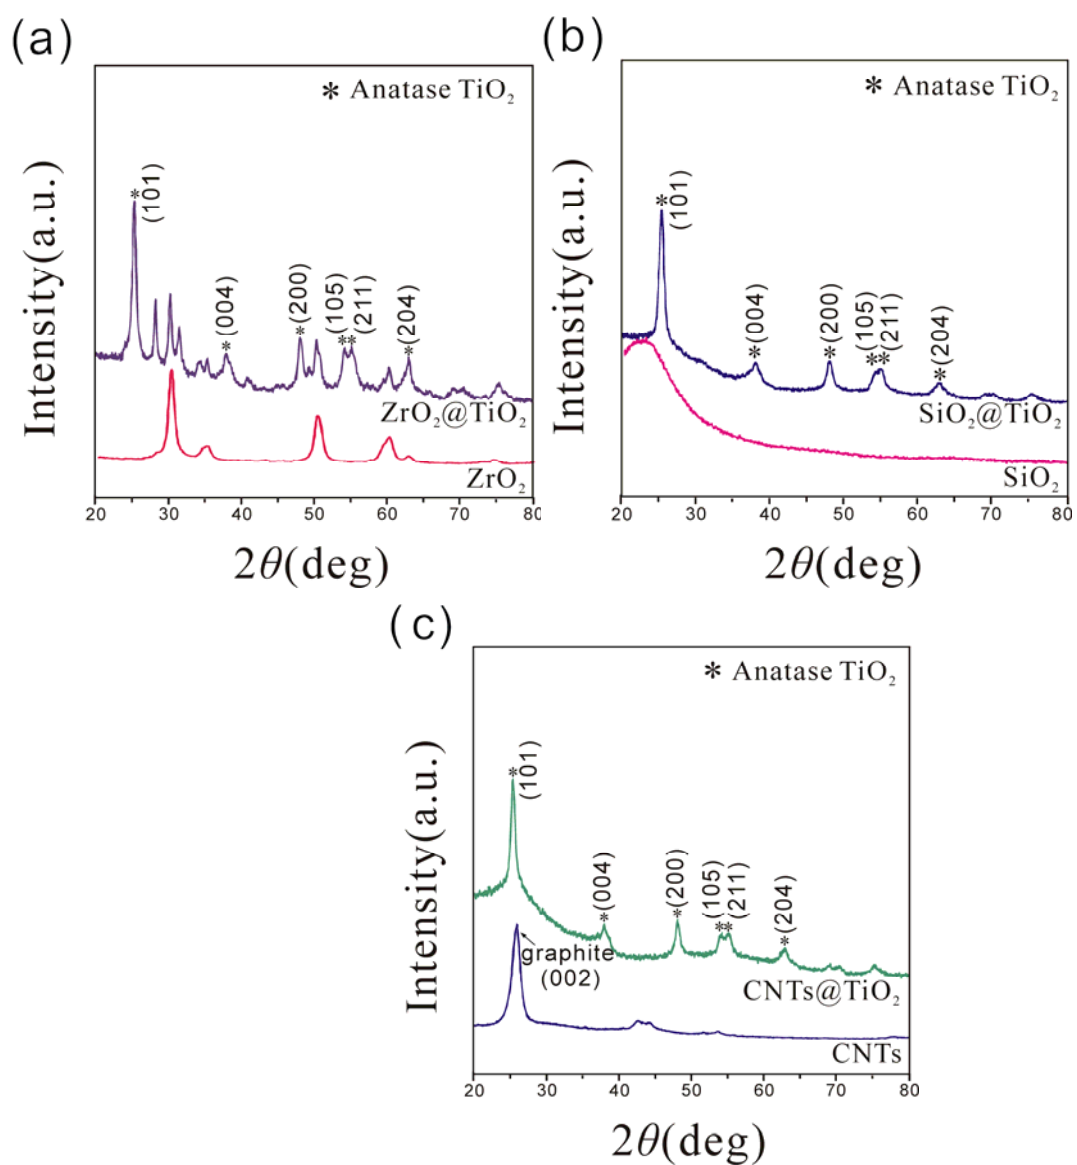 (a)
* Anatase TiO₂
*(101)
*(004)
*(200)
*(105)
*(211)
*(204)
ZrO₂@TiO₂
ZrO₂
Intensity(a.u.)
20 30 40 50 60 70 80
2θ(deg)
(b)
* Anatase TiO₂
*(101)
*(004)
*(200)
*(105)
*(211)
*(204)
SiO₂@TiO₂
SiO₂
Intensity(a.u.)
20 30 40 50 60 70 80
2θ(deg)
(c)
* Anatase TiO₂
*(101)
*(004)
*(200)
*(105)
*(211)
*(204)
graphite
(002)
CNTs@TiO₂
CNTs
Intensity(a.u.)
20 30 40 50 60 70 80
2θ(deg)